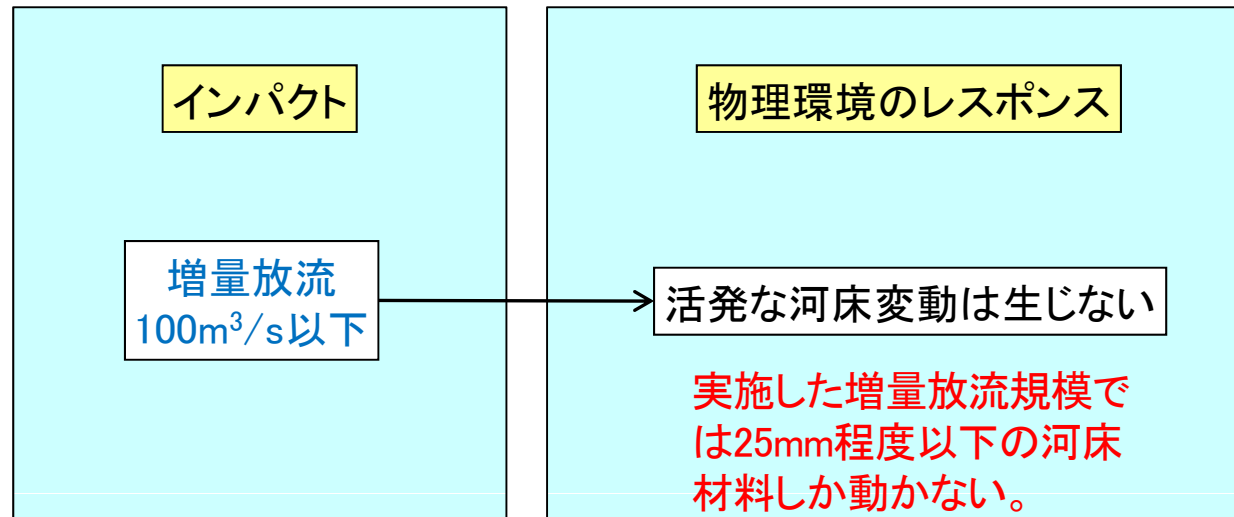 インパクト
増量放流
100m³/s以下
物理環境のレスポンス
活発な河床変動は生じない
実施した増量放流規模で
は25mm程度以下の河床
材料しか動かない。